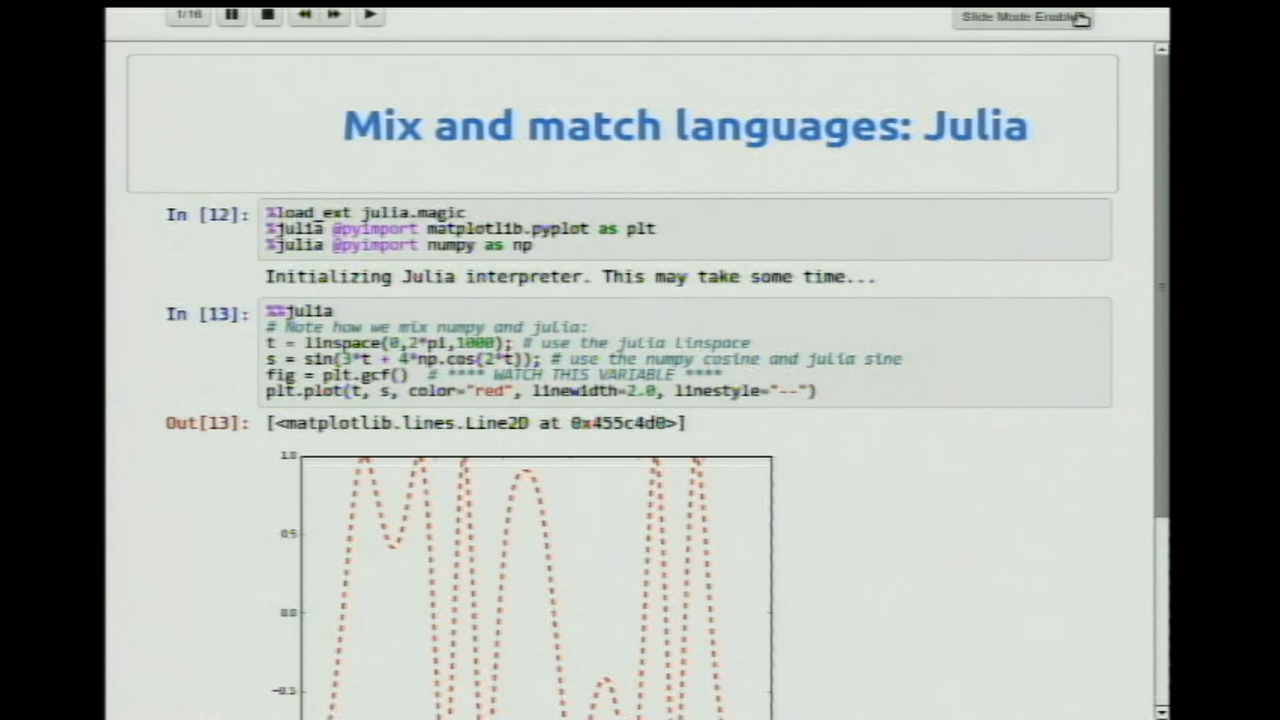 1/16
Slide Mode Enabled
Mix and match languages: Julia
In [12]: %load_ext julia.magic
%julia @pyimport matplotlib.pyplot as plt
%julia @pyimport numpy as np
Initializing Julia interpreter. This may take some time...
In [13]: %%julia
# Note how we mix numpy and julia:
t = linspace(0,2*pi,1000); # use the julia linspace
s = sin(3*t + 4*np.cos(2*t)); # use the numpy cosine and julia sine
fig = plt.gcf() # **** WATCH THIS VARIABLE ****
plt.plot(t, s, color="red", linewidth=2.0, linestyle="--")
Out[13]: [<matplotlib.lines.Line2D at 0x455c4d0>]
1.0
0.5
0.0
−0.5